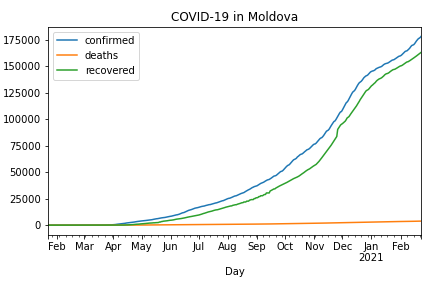 COVID-19 in Moldova
confirmed
deaths
recovered
175000
150000
125000
100000
75000
50000
25000
0
Feb Mar Apr May Jun Jul Aug Sep Oct Nov Dec Jan Feb
2021
Day